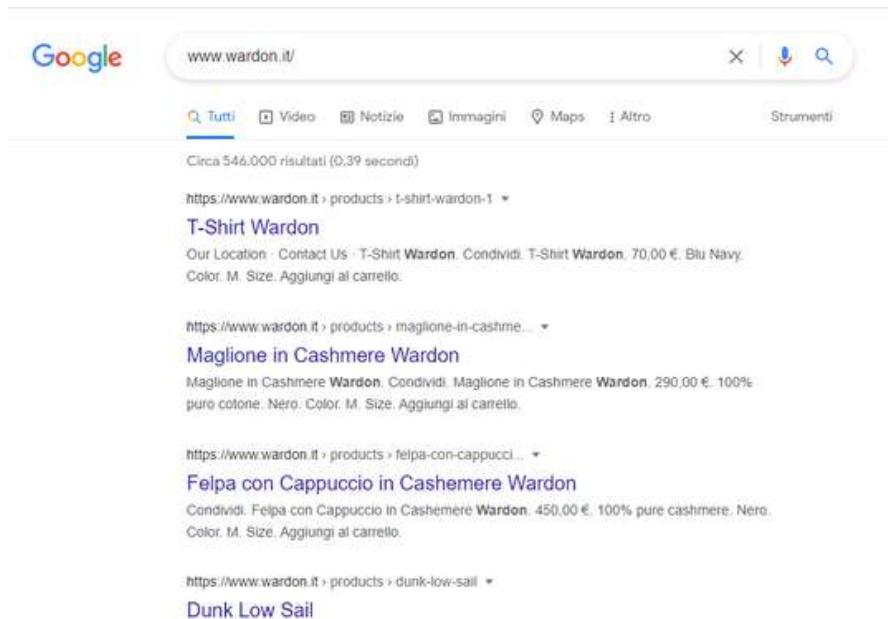 Google
www.wardon.it/
Tutti Video Notizie Immagini Maps Altro Strumenti
Circa 546.000 risultati (0,39 secondi)
https://www.wardon.it › products › t-shirt-wardon-1
T-Shirt Wardon
Our Location · Contact Us · T-Shirt Wardon. Condividi. T-Shirt Wardon. 70,00 €. Blu Navy.
Color. M. Size. Aggiungi al carrello.
https://www.wardon.it › products › maglione-in-cashme...
Maglione in Cashmere Wardon
Maglione in Cashmere Wardon. Condividi. Maglione in Cashmere Wardon. 290,00 €. 100%
puro cotone. Nero. Color. M. Size. Aggiungi al carrello.
https://www.wardon.it › products › felpa-con-cappucci...
Felpa con Cappuccio in Cashemere Wardon
Condividi. Felpa con Cappuccio in Cashemere Wardon. 450,00 €. 100% pure cashmere. Nero.
Color. M. Size. Aggiungi al carrello.
https://www.wardon.it › products › dunk-low-sail
Dunk Low Sail